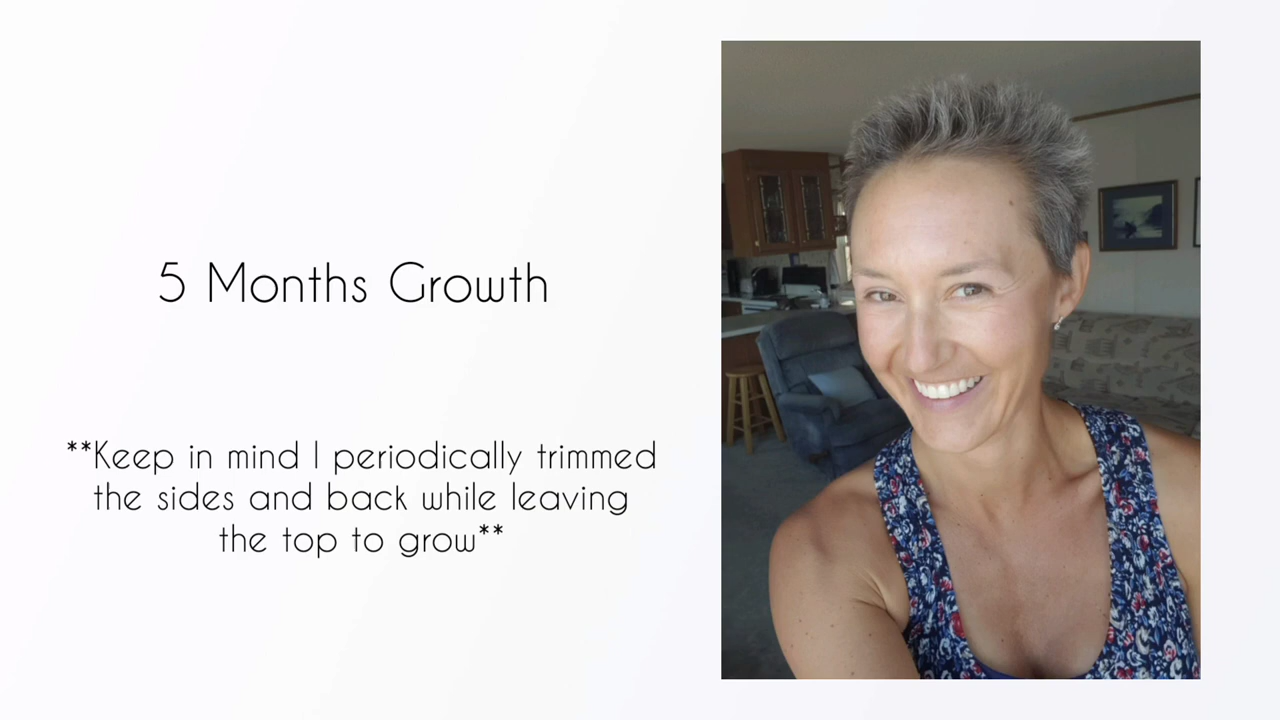 5 Months Growth
**Keep in mind I periodically trimmed
the sides and back while leaving
the top to grow**